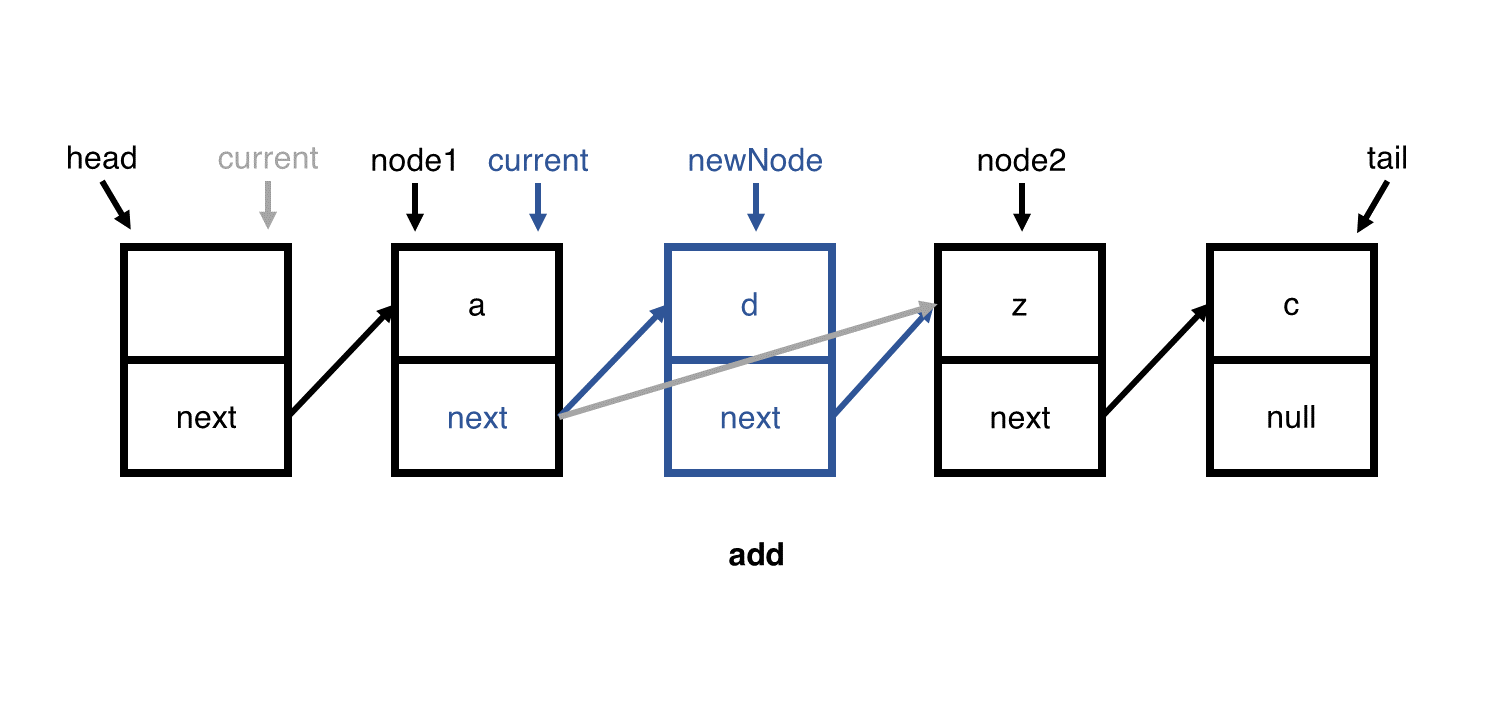 head current node1 current newNode node2 tail
a d z c
next next next next null
add